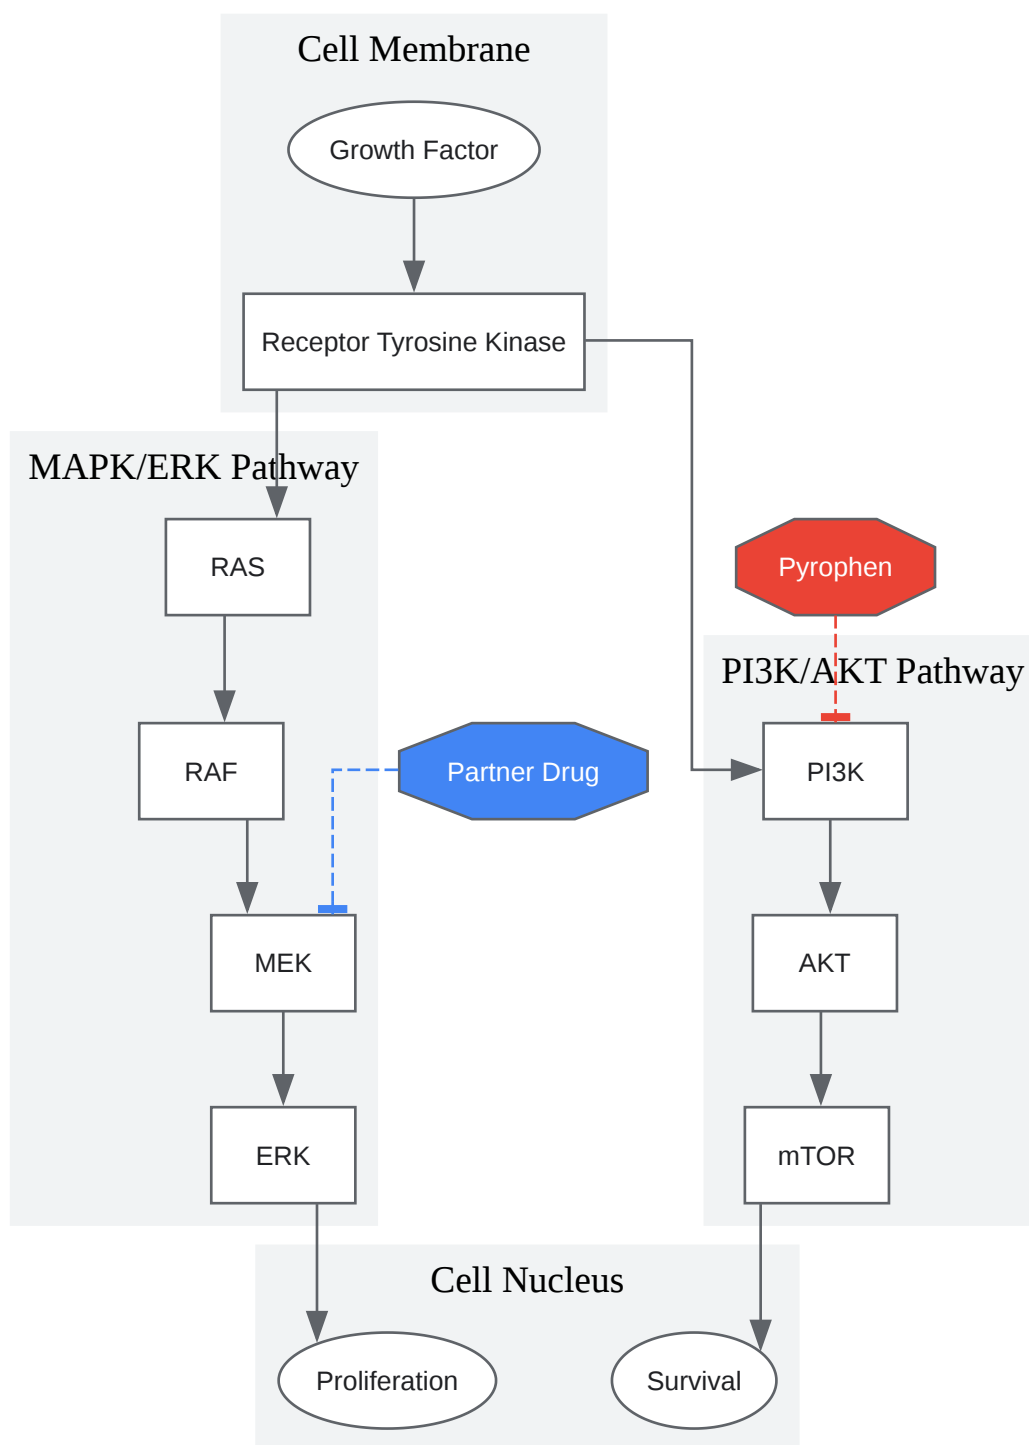 Cell Membrane
Growth Factor
Receptor Tyrosine Kinase
MAPK/ERK Pathway
RAS
Pyrophen
PI3K/AKT Pathway
RAF
Partner Drug
PI3K
MEK
AKT
ERK
mTOR
Cell Nucleus
Proliferation
Survival